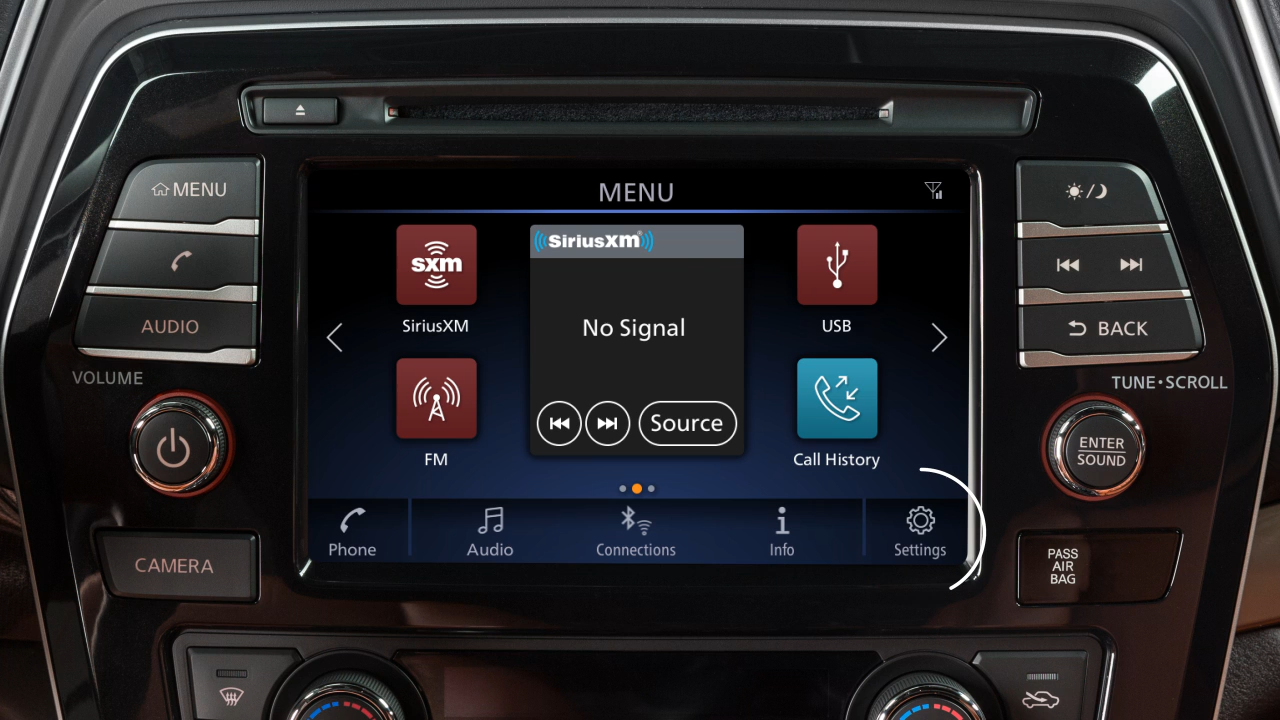 MENU
MENU
SiriusXM
sxm
SiriusXM
No Signal
USB
FM
Source
Call History
AUDIO
BACK
VOLUME
TUNE•SCROLL
ENTER
SOUND
Phone
Audio
Connections
Info
Settings
CAMERA
PASS
AIR
BAG